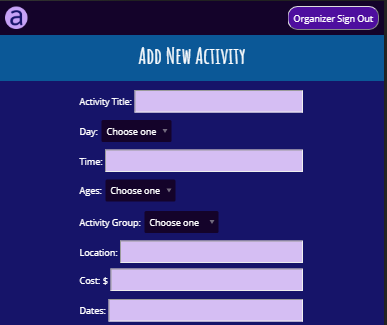 a
Organizer Sign Out
Add New Activity
Activity Title:
Day: Choose one
Time:
Ages: Choose one
Activity Group: Choose one
Location:
Cost: $
Dates: